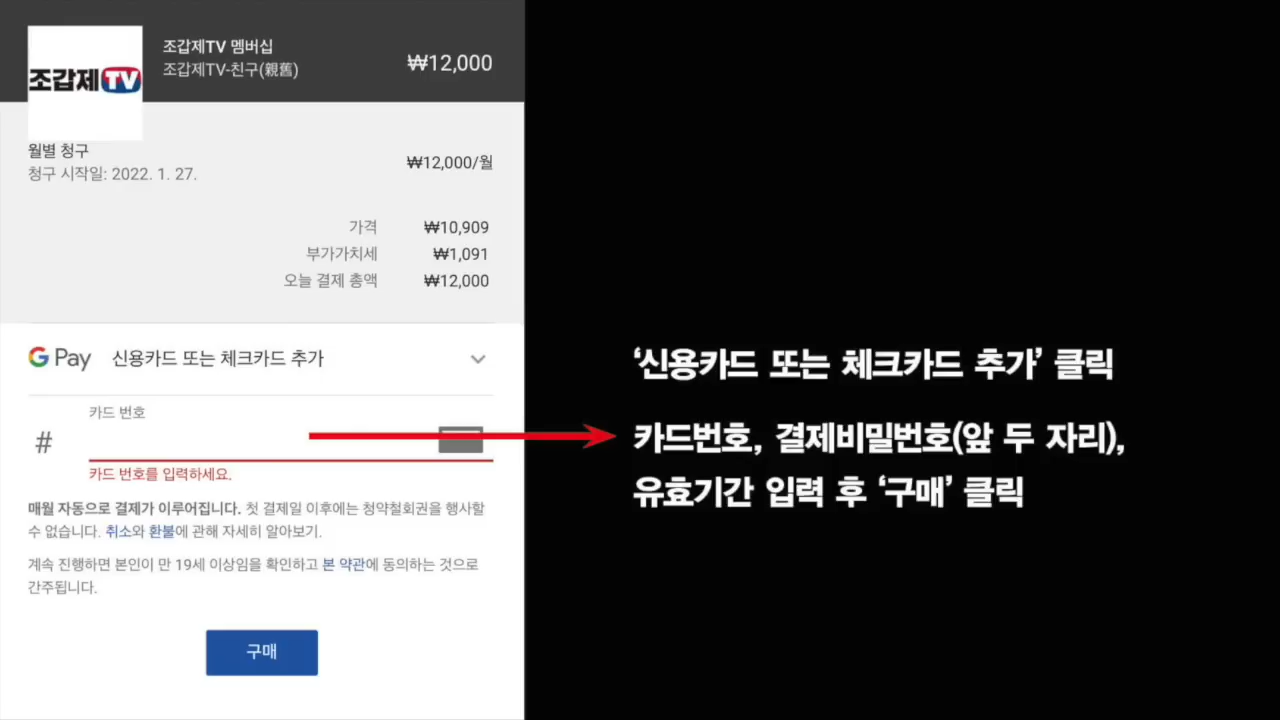 조갑제TV
조갑제TV 멤버십
조갑제TV-친구(親舊)
₩12,000
월별 청구
청구 시작일: 2022. 1. 27.
₩12,000/월
가격 ₩10,909
부가가치세 ₩1,091
오늘 결제 총액 ₩12,000
G Pay 신용카드 또는 체크카드 추가
카드 번호
#
카드 번호를 입력하세요.
매월 자동으로 결제가 이루어집니다. 첫 결제일 이후에는 청약철회권을 행사할
수 없습니다. 취소와 환불에 관해 자세히 알아보기.
계속 진행하면 본인이 만 19세 이상임을 확인하고 본 약관에 동의하는 것으로
간주됩니다.
구매
‘신용카드 또는 체크카드 추가’ 클릭
카드번호, 결제비밀번호(앞 두 자리),
유효기간 입력 후 ‘구매’ 클릭